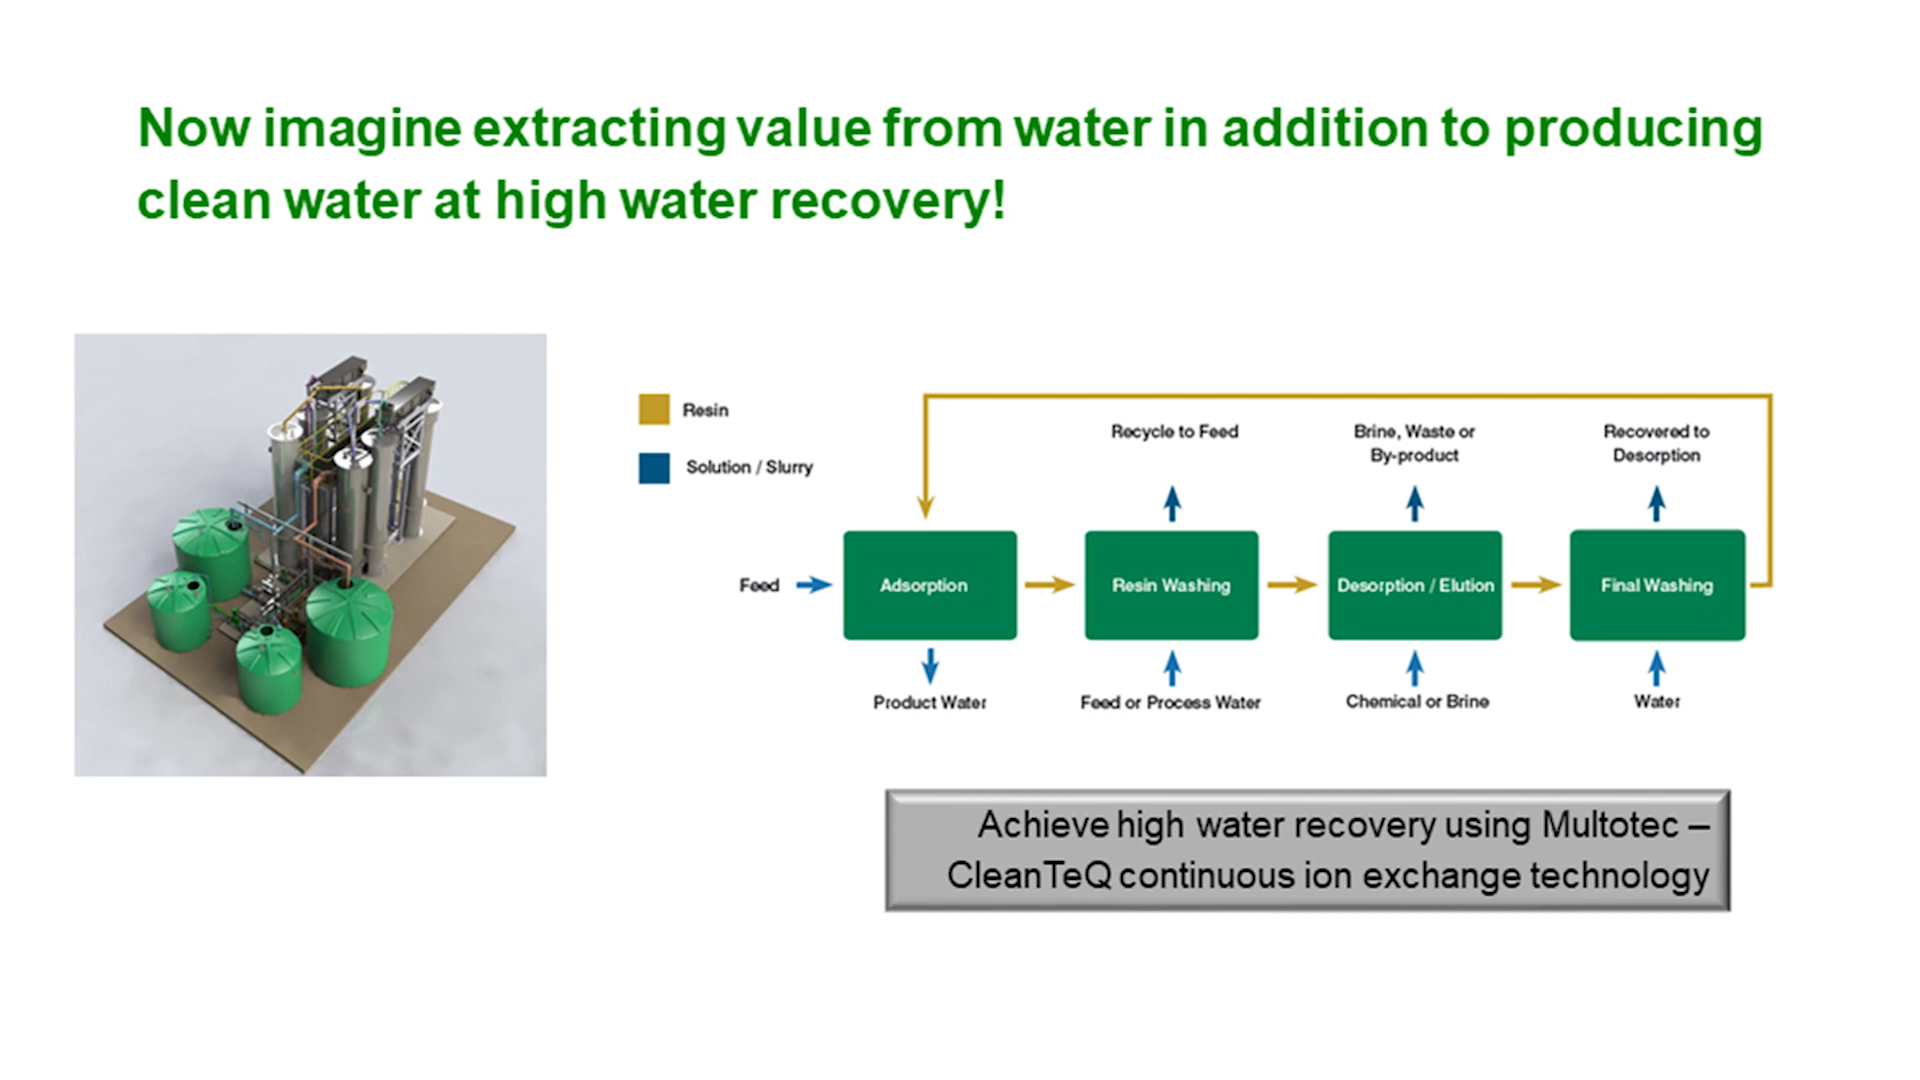 Now imagine extracting value from water in addition to producing
clean water at high water recovery!
Resin
Solution / Slurry
Recycle to Feed
Brine, Waste or
By-product
Recovered to
Desorption
Feed
Adsorption
Resin Washing
Desorption / Elution
Final Washing
Product Water
Feed or Process Water
Chemical or Brine
Water
Achieve high water recovery using Multotec –
CleanTeQ continuous ion exchange technology